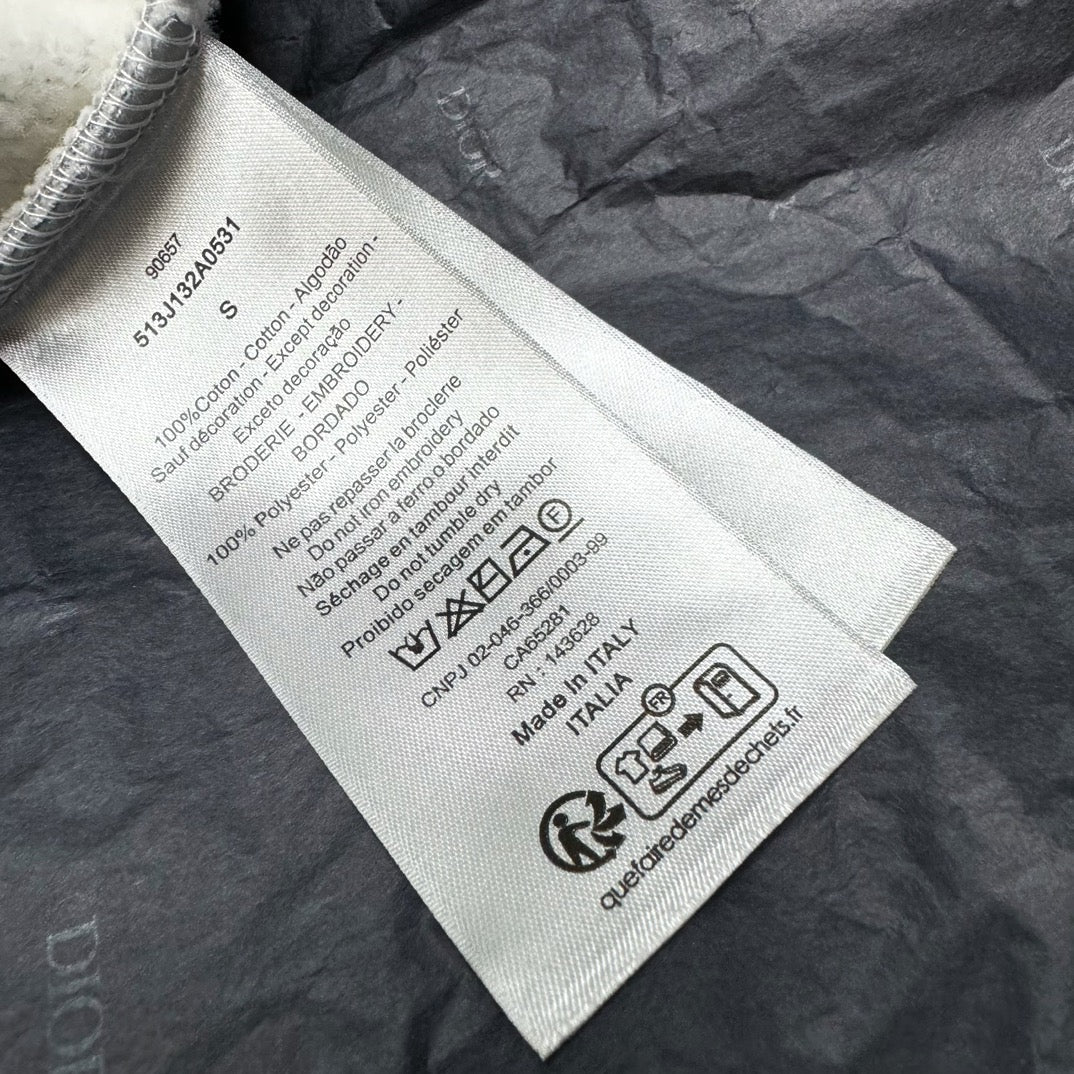 90657
513J132A0531
S
100%Coton - Cotton - Algodão
Sauf décoration - Except decoration -
Exceto decoração
BRODERIE - EMBROIDERY -
BORDADO
100% Polyester - Polyester - Poliéster
Ne pas repasser la broclerie
Do not iron embroidery
Não passar a ferro o bordado
Séchage en tambour interdit
Do not tumble dry
Proibido secagem em tambor
F
CNPJ 02-046-366/0003-99
CA65281
RN : 143628
Made In ITALY
ITALIA
FR
quefairedemesdechets.fr
DIOR
DIOR